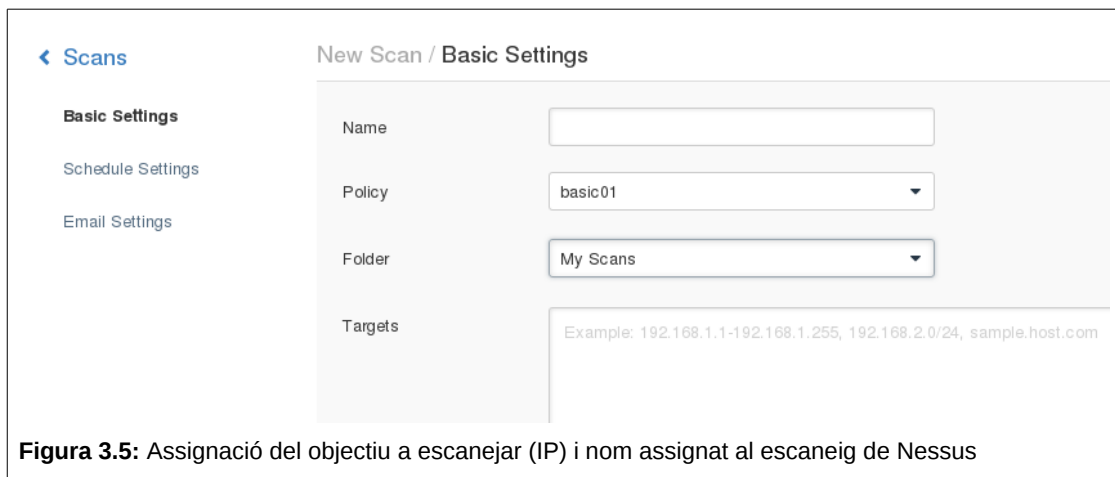 Scans
New Scan / Basic Settings
Basic Settings
Schedule Settings
Email Settings
Name
Policy
basic01
Folder
My Scans
Targets
Example: 192.168.1.1-192.168.1.255, 192.168.2.0/24, sample.host.com
Figura 3.5: Assignació del objectiu a escanejar (IP) i nom assignat al escaneig de Nessus